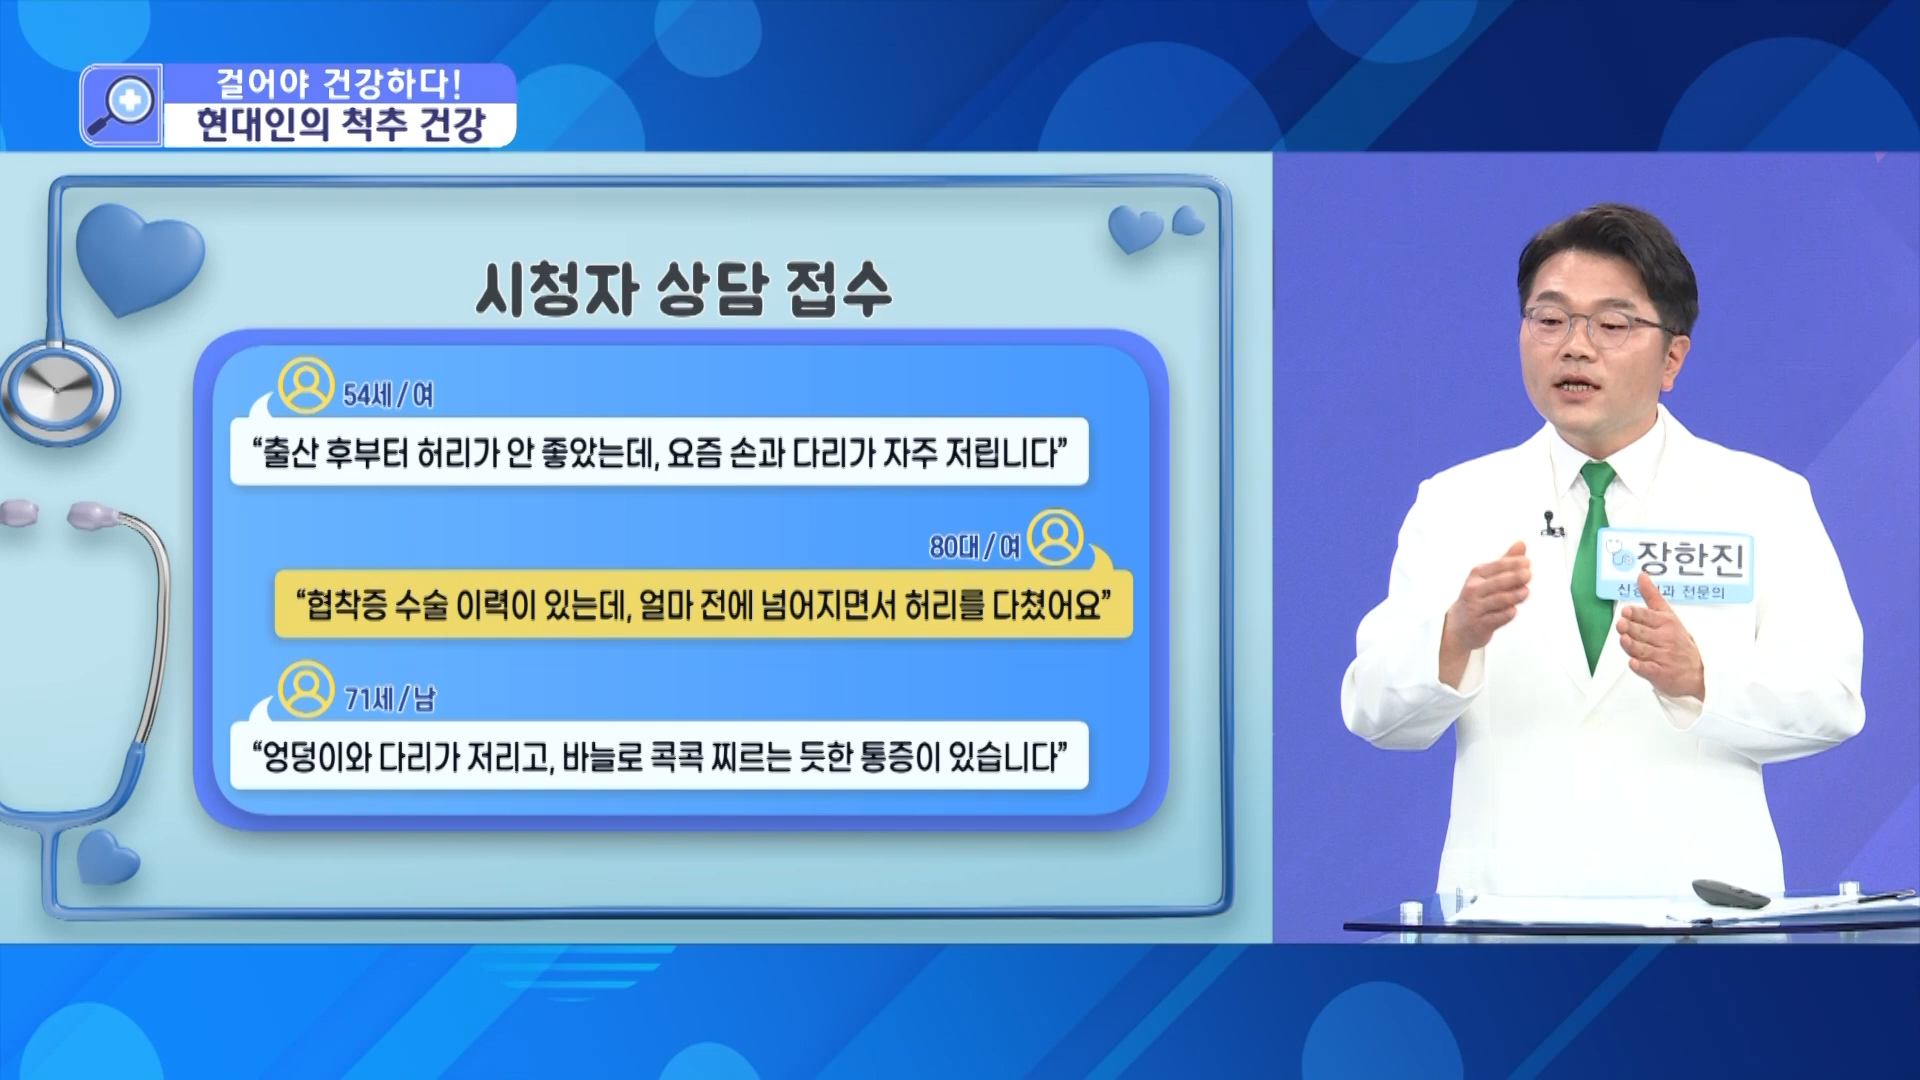 걸어야 건강하다!
현대인의 척추 건강
시청자 상담 접수
54세 / 여
“출산 후부터 허리가 안 좋았는데, 요즘 손과 다리가 자주 저립니다”
80대 / 여
“협착증 수술 이력이 있는데, 얼마 전에 넘어지면서 허리를 다쳤어요”
71세 / 남
“엉덩이와 다리가 저리고, 바늘로 콕콕 찌르는 듯한 통증이 있습니다”
장한진
전문의